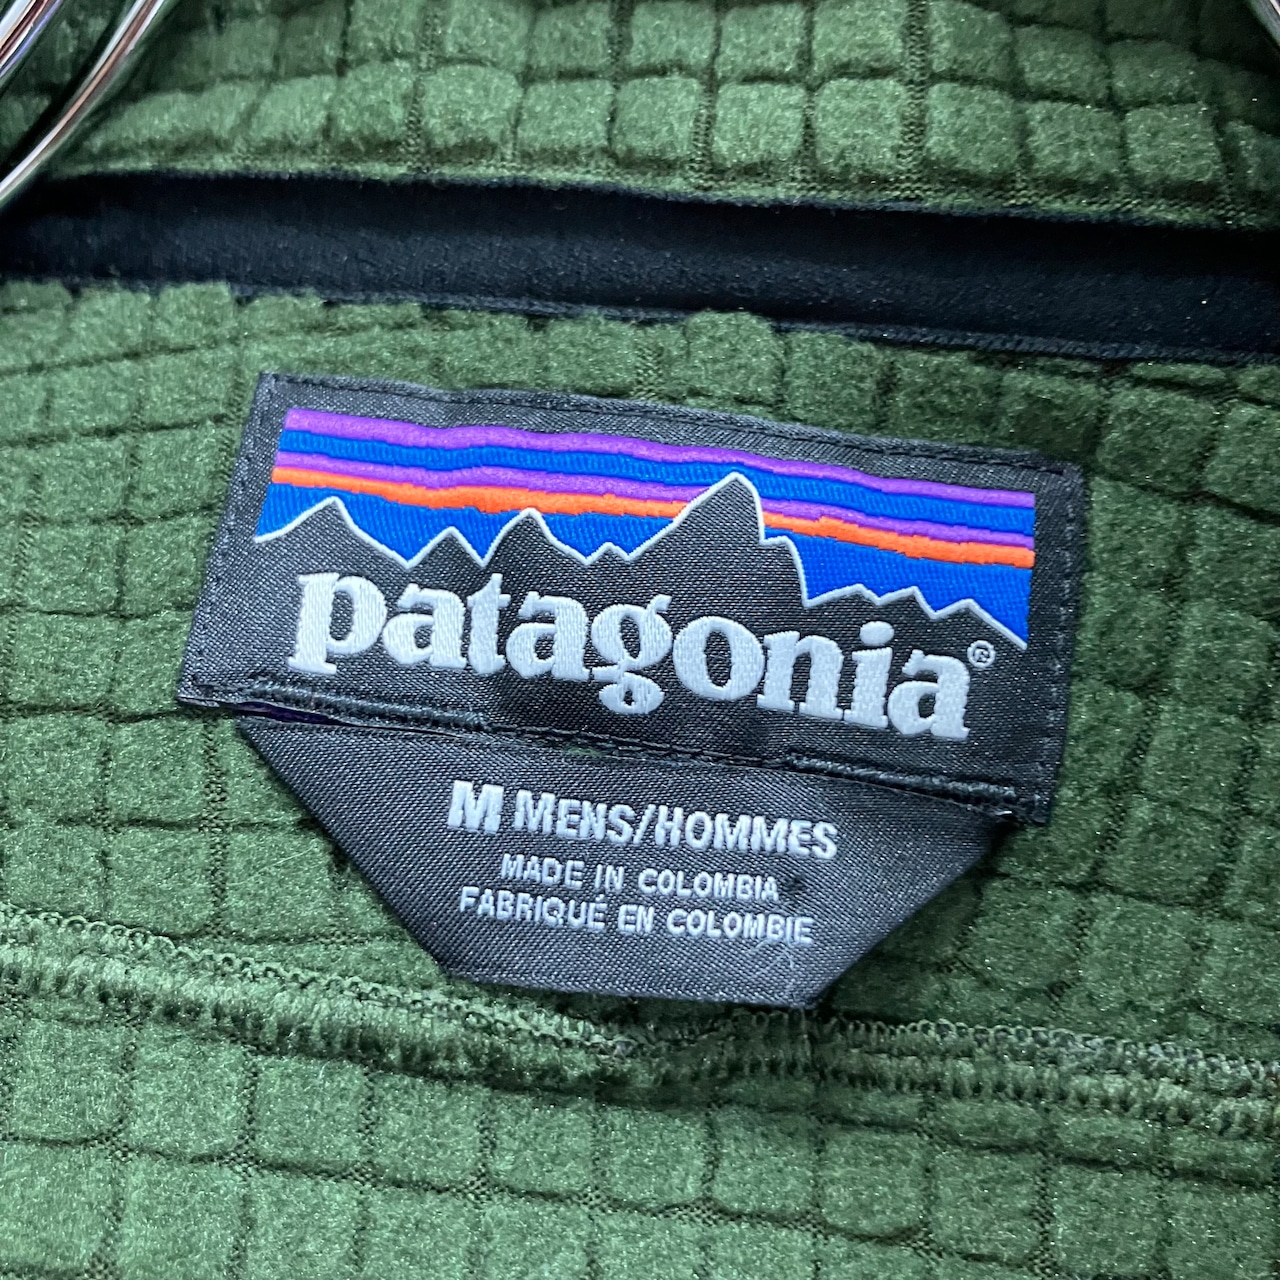 patagonia®
M MENS/HOMMES
MADE IN COLOMBIA
FABRIQUÉ EN COLOMBIE